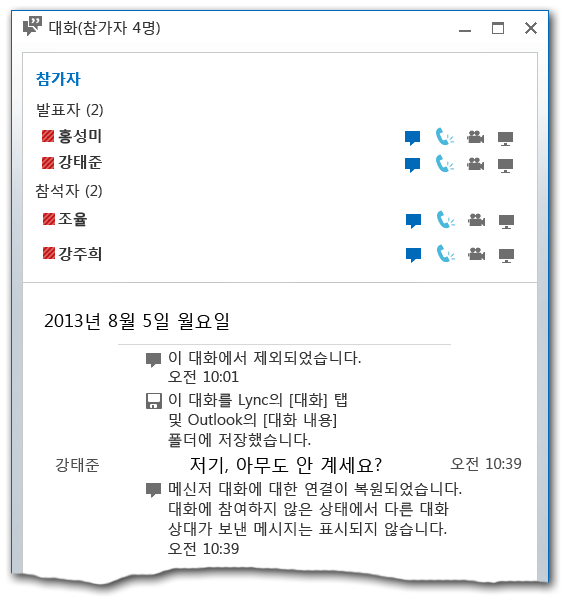 대화(참가자 4명)
참가자
발표자 (2)
홍성미
강태준
참석자 (2)
조율
강주희
2013년 8월 5일 월요일
이 대화에서 제외되었습니다.
오전 10:01
이 대화를 Lync의 [대화] 탭
및 Outlook의 [대화 내용]
폴더에 저장했습니다.
강태준 저기, 아무도 안 계세요? 오전 10:39
메신저 대화에 대한 연결이 복원되었습니다.
대화에 참여하지 않은 상태에서 다른 대화
상대가 보낸 메시지는 표시되지 않습니다.
오전 10:39